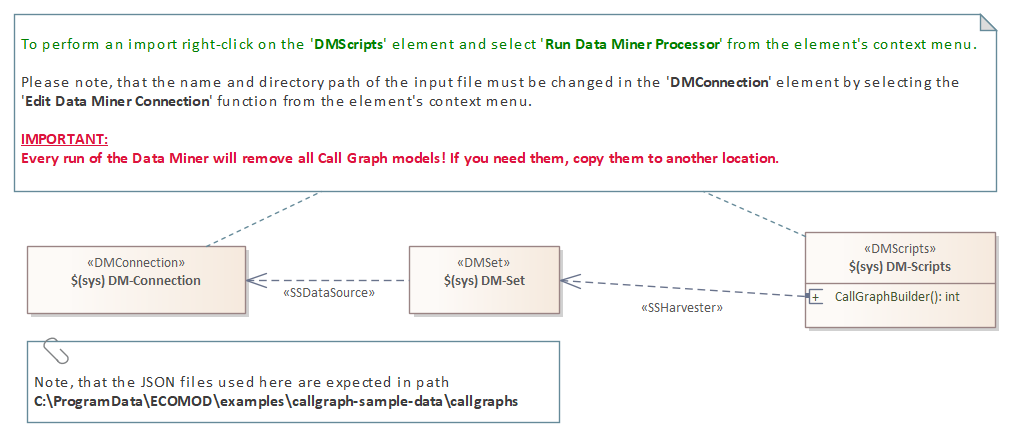 To perform an import right-click on the 'DMScripts' element and select 'Run Data Miner Processor' from the element's context menu.
Please note, that the name and directory path of the input file must be changed in the 'DMConnection' element by selecting the
'Edit Data Miner Connection' function from the element's context menu.
IMPORTANT:
Every run of the Data Miner will remove all Call Graph models! If you need them, copy them to another location.
«DMConnection»
$(sys) DM-Connection
«SSDataSource»
«DMSet»
$(sys) DM-Set
«SSHarvester»
«DMScripts»
$(sys) DM-Scripts
+ CallGraphBuilder(): int
Note, that the JSON files used here are expected in path
C:\ProgramData\ECOMOD\examples\callgraph-sample-data\callgraphs